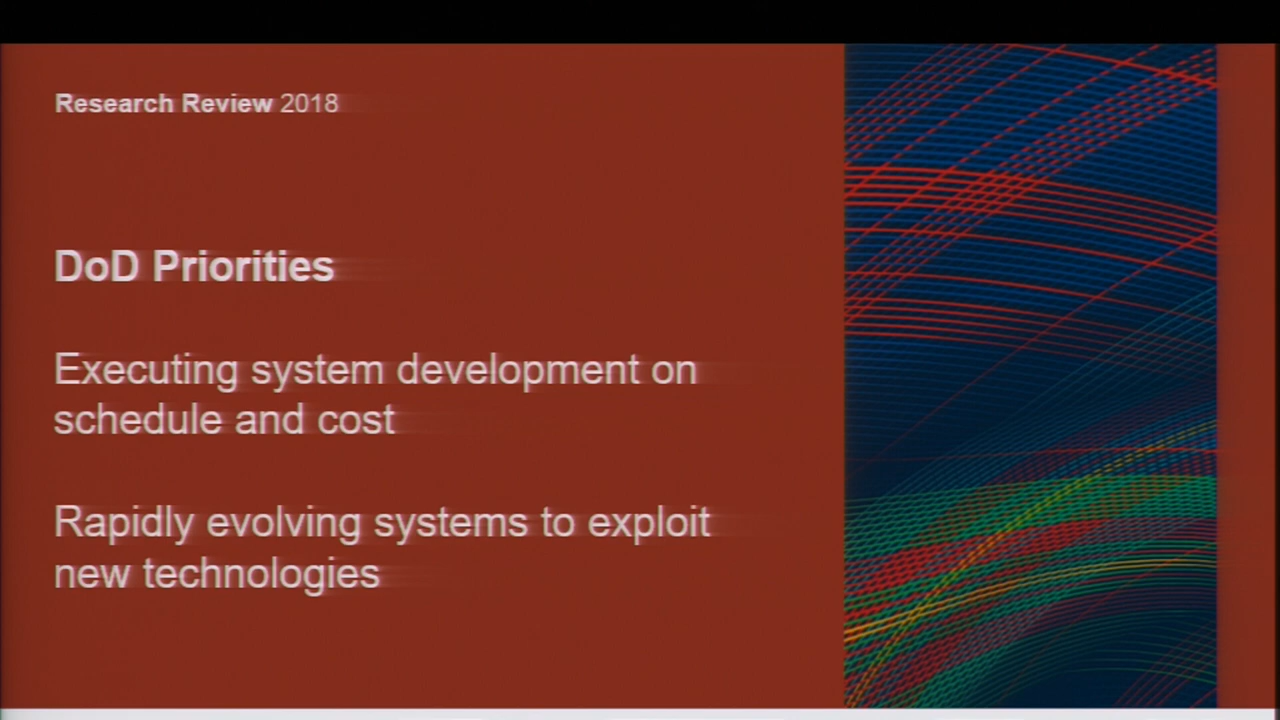 Research Review 2018
DoD Priorities
Executing system development on
schedule and cost
Rapidly evolving systems to exploit
new technologies